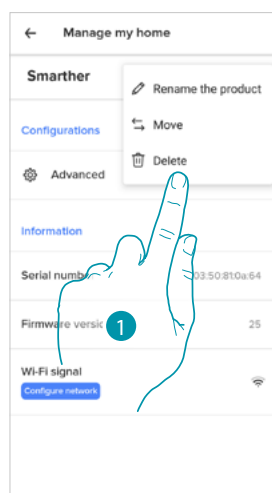 Manage my home
Smarther
Rename the product
Move
Delete
Configurations
Advanced
Information
Serial numb 03:50:81:0a:64
Firmware versic 25
1
Wi-Fi signal
Configure network